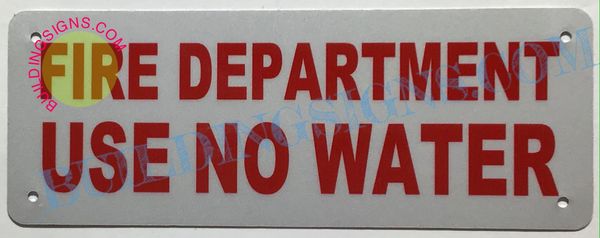 BUILDINGSIGNS.COM
FIRE DEPARTMENT
USE NO WATER
BUILDINGSIGNS.COM